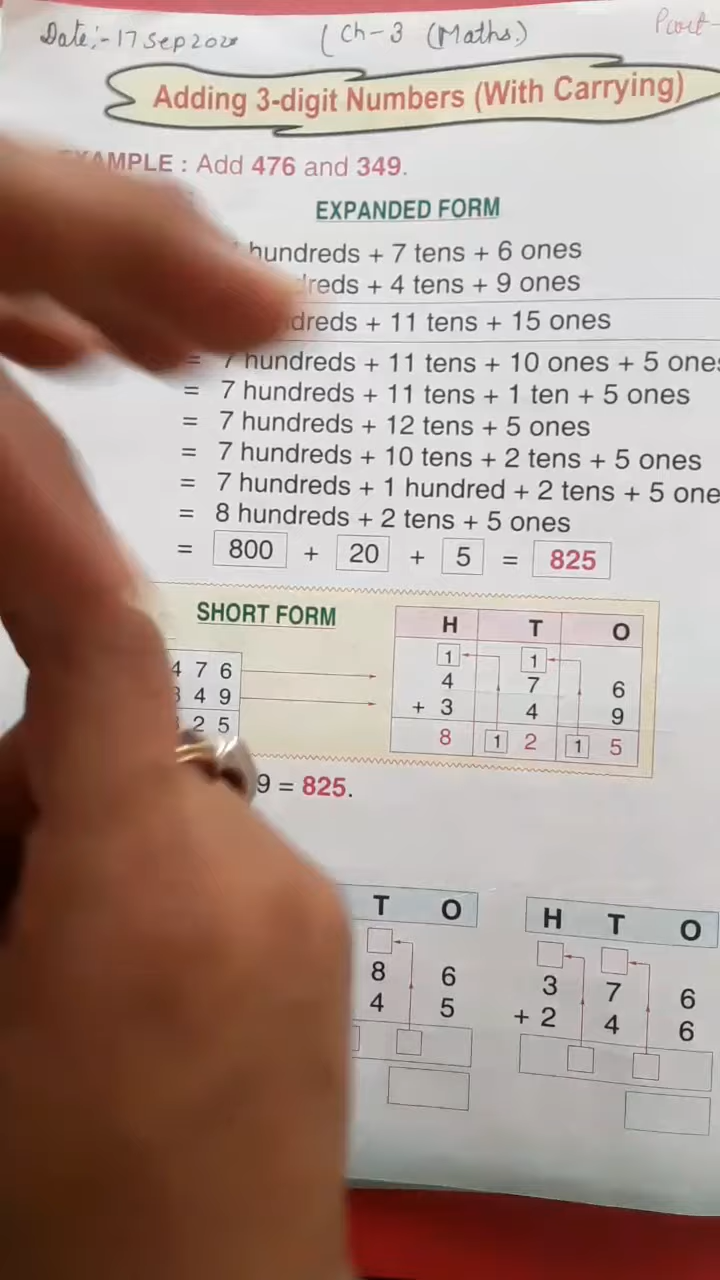 Date:- 17 Sep 202
( Ch-3 (Maths.)
Adding 3-digit Numbers (With Carrying)
EXAMPLE : Add 476 and 349.
EXPANDED FORM
hundreds + 7 tens + 6 ones
+ 4 tens + 9 ones
+ 11 tens + 15 ones
= 7 hundreds + 11 tens + 10 ones + 5 ones
= 7 hundreds + 11 tens + 1 ten + 5 ones
= 7 hundreds + 12 tens + 5 ones
= 7 hundreds + 10 tens + 2 tens + 5 ones
= 7 hundreds + 1 hundred + 2 tens + 5 one
= 8 hundreds + 2 tens + 5 ones
= 800 + 20 + 5 = 825
SHORT FORM
4 7 6
3 4 9
2 5
H T O
1 1
4 7 6
+ 3 4 9
8 1 2 1 5
9 = 825.
T O
8 6
4 5
H T O
3 7 6
+ 2 4 6